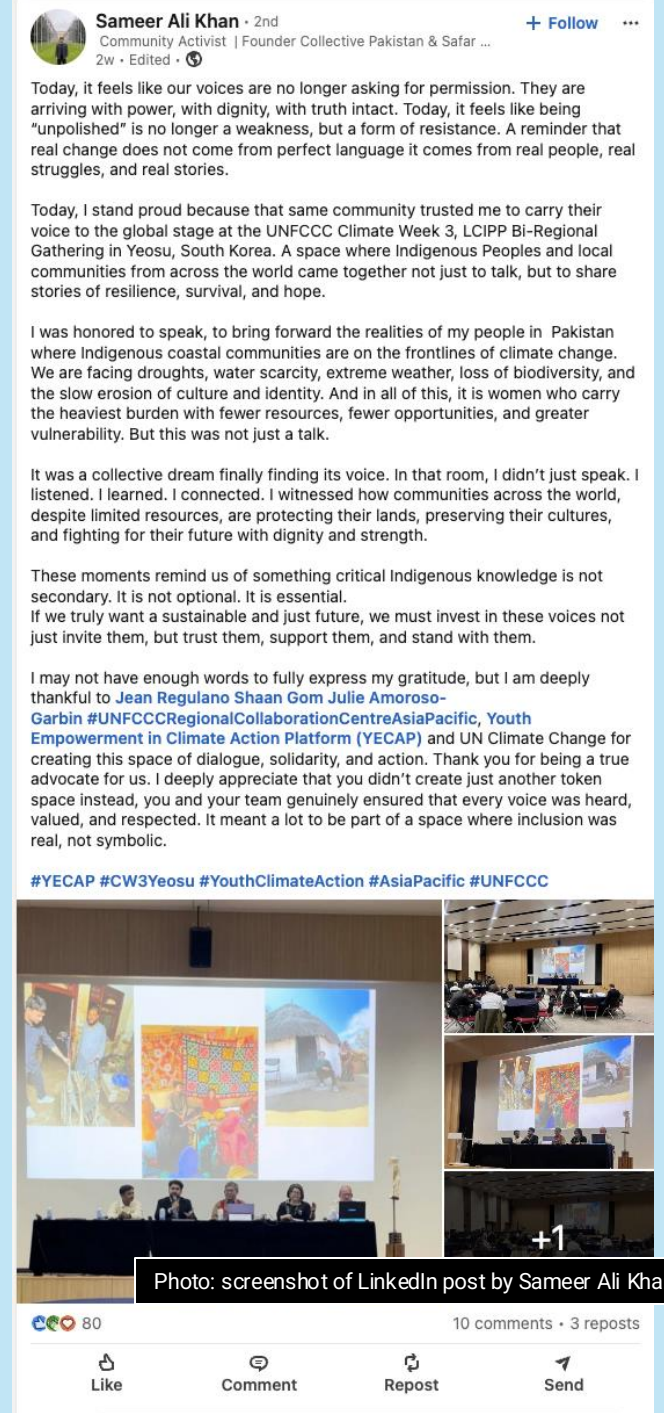 Sameer Ali Khan • 2nd
+ Follow
Community Activist | Founder Collective Pakistan & Safar ...
2w • Edited •
Today, it feels like our voices are no longer asking for permission. They are
arriving with power, with dignity, with truth intact. Today, it feels like being
“unpolished” is no longer a weakness, but a form of resistance. A reminder that
real change does not come from perfect language it comes from real people, real
struggles, and real stories.
Today, I stand proud because that same community trusted me to carry their
voice to the global stage at the UNFCCC Climate Week 3, LCIPP Bi-Regional
Gathering in Yeosu, South Korea. A space where Indigenous Peoples and local
communities from across the world came together not just to talk, but to share
stories of resilience, survival, and hope.
I was honored to speak, to bring forward the realities of my people in Pakistan
where Indigenous coastal communities are on the frontlines of climate change.
We are facing droughts, water scarcity, extreme weather, loss of biodiversity, and
the slow erosion of culture and identity. And in all of this, it is women who carry
the heaviest burden with fewer resources, fewer opportunities, and greater
vulnerability. But this was not just a talk.
It was a collective dream finally finding its voice. In that room, I didn’t just speak. I
listened. I learned. I connected. I witnessed how communities across the world,
despite limited resources, are protecting their lands, preserving their cultures,
and fighting for their future with dignity and strength.
These moments remind us of something critical Indigenous knowledge is not
secondary. It is not optional. It is essential.
If we truly want a sustainable and just future, we must invest in these voices not
just invite them, but trust them, support them, and stand with them.
I may not have enough words to fully express my gratitude, but I am deeply
thankful to Jean Regulano Shaan Gom Julie Amoroso-
Garbin #UNFCCCRegionalCollaborationCentreAsiaPacific, Youth
Empowerment in Climate Action Platform (YECAP) and UN Climate Change for
creating this space of dialogue, solidarity, and action. Thank you for being a true
advocate for us. I deeply appreciate that you didn’t create just another token
space instead, you and your team genuinely ensured that every voice was heard,
valued, and respected. It meant a lot to be part of a space where inclusion was
real, not symbolic.
#YECAP #CW3Yeosu #YouthClimateAction #AsiaPacific #UNFCCC
+1
Photo: screenshot of LinkedIn post by Sameer Ali Kha
80
10 comments • 3 reposts
Like
Comment
Repost
Send